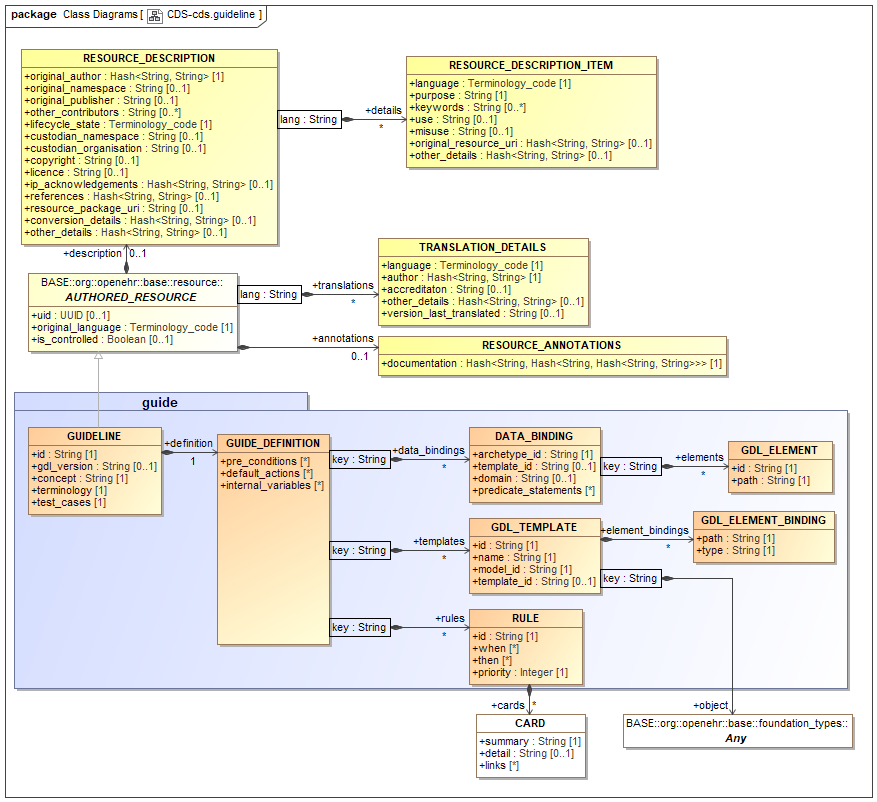 package Class Diagrams [ CDS-cds.guideline ]
RESOURCE_DESCRIPTION
+original_author : Hash<String, String> [1]
+original_namespace : String [0..1]
+original_publisher : String [0..1]
+other_contributors : String [0..*]
+lifecycle_state : Terminology_code [1]
+custodian_namespace : String [0..1]
+custodian_organisation : String [0..1]
+copyright : String [0..1]
+licence : String [0..1]
+ip_acknowledgements : Hash<String, String> [0..1]
+references : Hash<String, String> [0..1]
+resource_package_uri : String [0..1]
+conversion_details : Hash<String, String> [0..1]
+other_details : Hash<String, String> [0..1]
lang : String
+details
*
RESOURCE_DESCRIPTION_ITEM
+language : Terminology_code [1]
+purpose : String [1]
+keywords : String [0..*]
+use : String [0..1]
+misuse : String [0..1]
+original_resource_uri : Hash<String, String> [0..1]
+other_details : Hash<String, String> [0..1]
+description 0..1
BASE::org::openehr::base::resource::
AUTHORED_RESOURCE
+uid : UUID [0..1]
+original_language : Terminology_code [1]
+is_controlled : Boolean [0..1]
lang : String
+translations
*
TRANSLATION_DETAILS
+language : Terminology_code [1]
+author : Hash<String, String> [1]
+accreditaton : String [0..1]
+other_details : Hash<String, String> [0..1]
+version_last_translated : String [0..1]
+annotations
0..1
RESOURCE_ANNOTATIONS
+documentation : Hash<String, Hash<String, Hash<String, String>>> [1]
guide
GUIDELINE
+id : String [1]
+gdl_version : String [0..1]
+concept : String [1]
+terminology [1]
+test_cases [1]
+definition
1
GUIDE_DEFINITION
+pre_conditions [*]
+default_actions [*]
+internal_variables [*]
key : String
+data_bindings
*
DATA_BINDING
+archetype_id : String [1]
+template_id : String [0..1]
+domain : String [0..1]
+predicate_statements [*]
key : String
+elements
*
GDL_ELEMENT
+id : String [1]
+path : String [1]
key : String
+templates
*
GDL_TEMPLATE
+id : String [1]
+name : String [1]
+model_id : String [1]
+template_id : String [0..1]
+element_bindings
*
GDL_ELEMENT_BINDING
+path : String [1]
+type : String [1]
key : String
key : String
+rules
*
RULE
+id : String [1]
+when [*]
+then [*]
+priority : Integer [1]
+cards *
+object
CARD
+summary : String [1]
+detail : String [0..1]
+links [*]
BASE::org::openehr::base::foundation_types::
Any